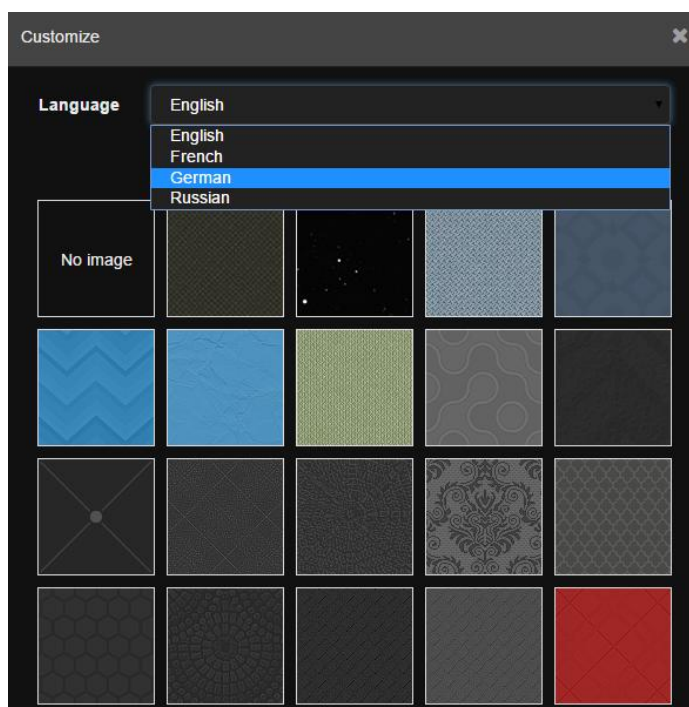 Customize
Language
English
English
French
German
Russian
No image